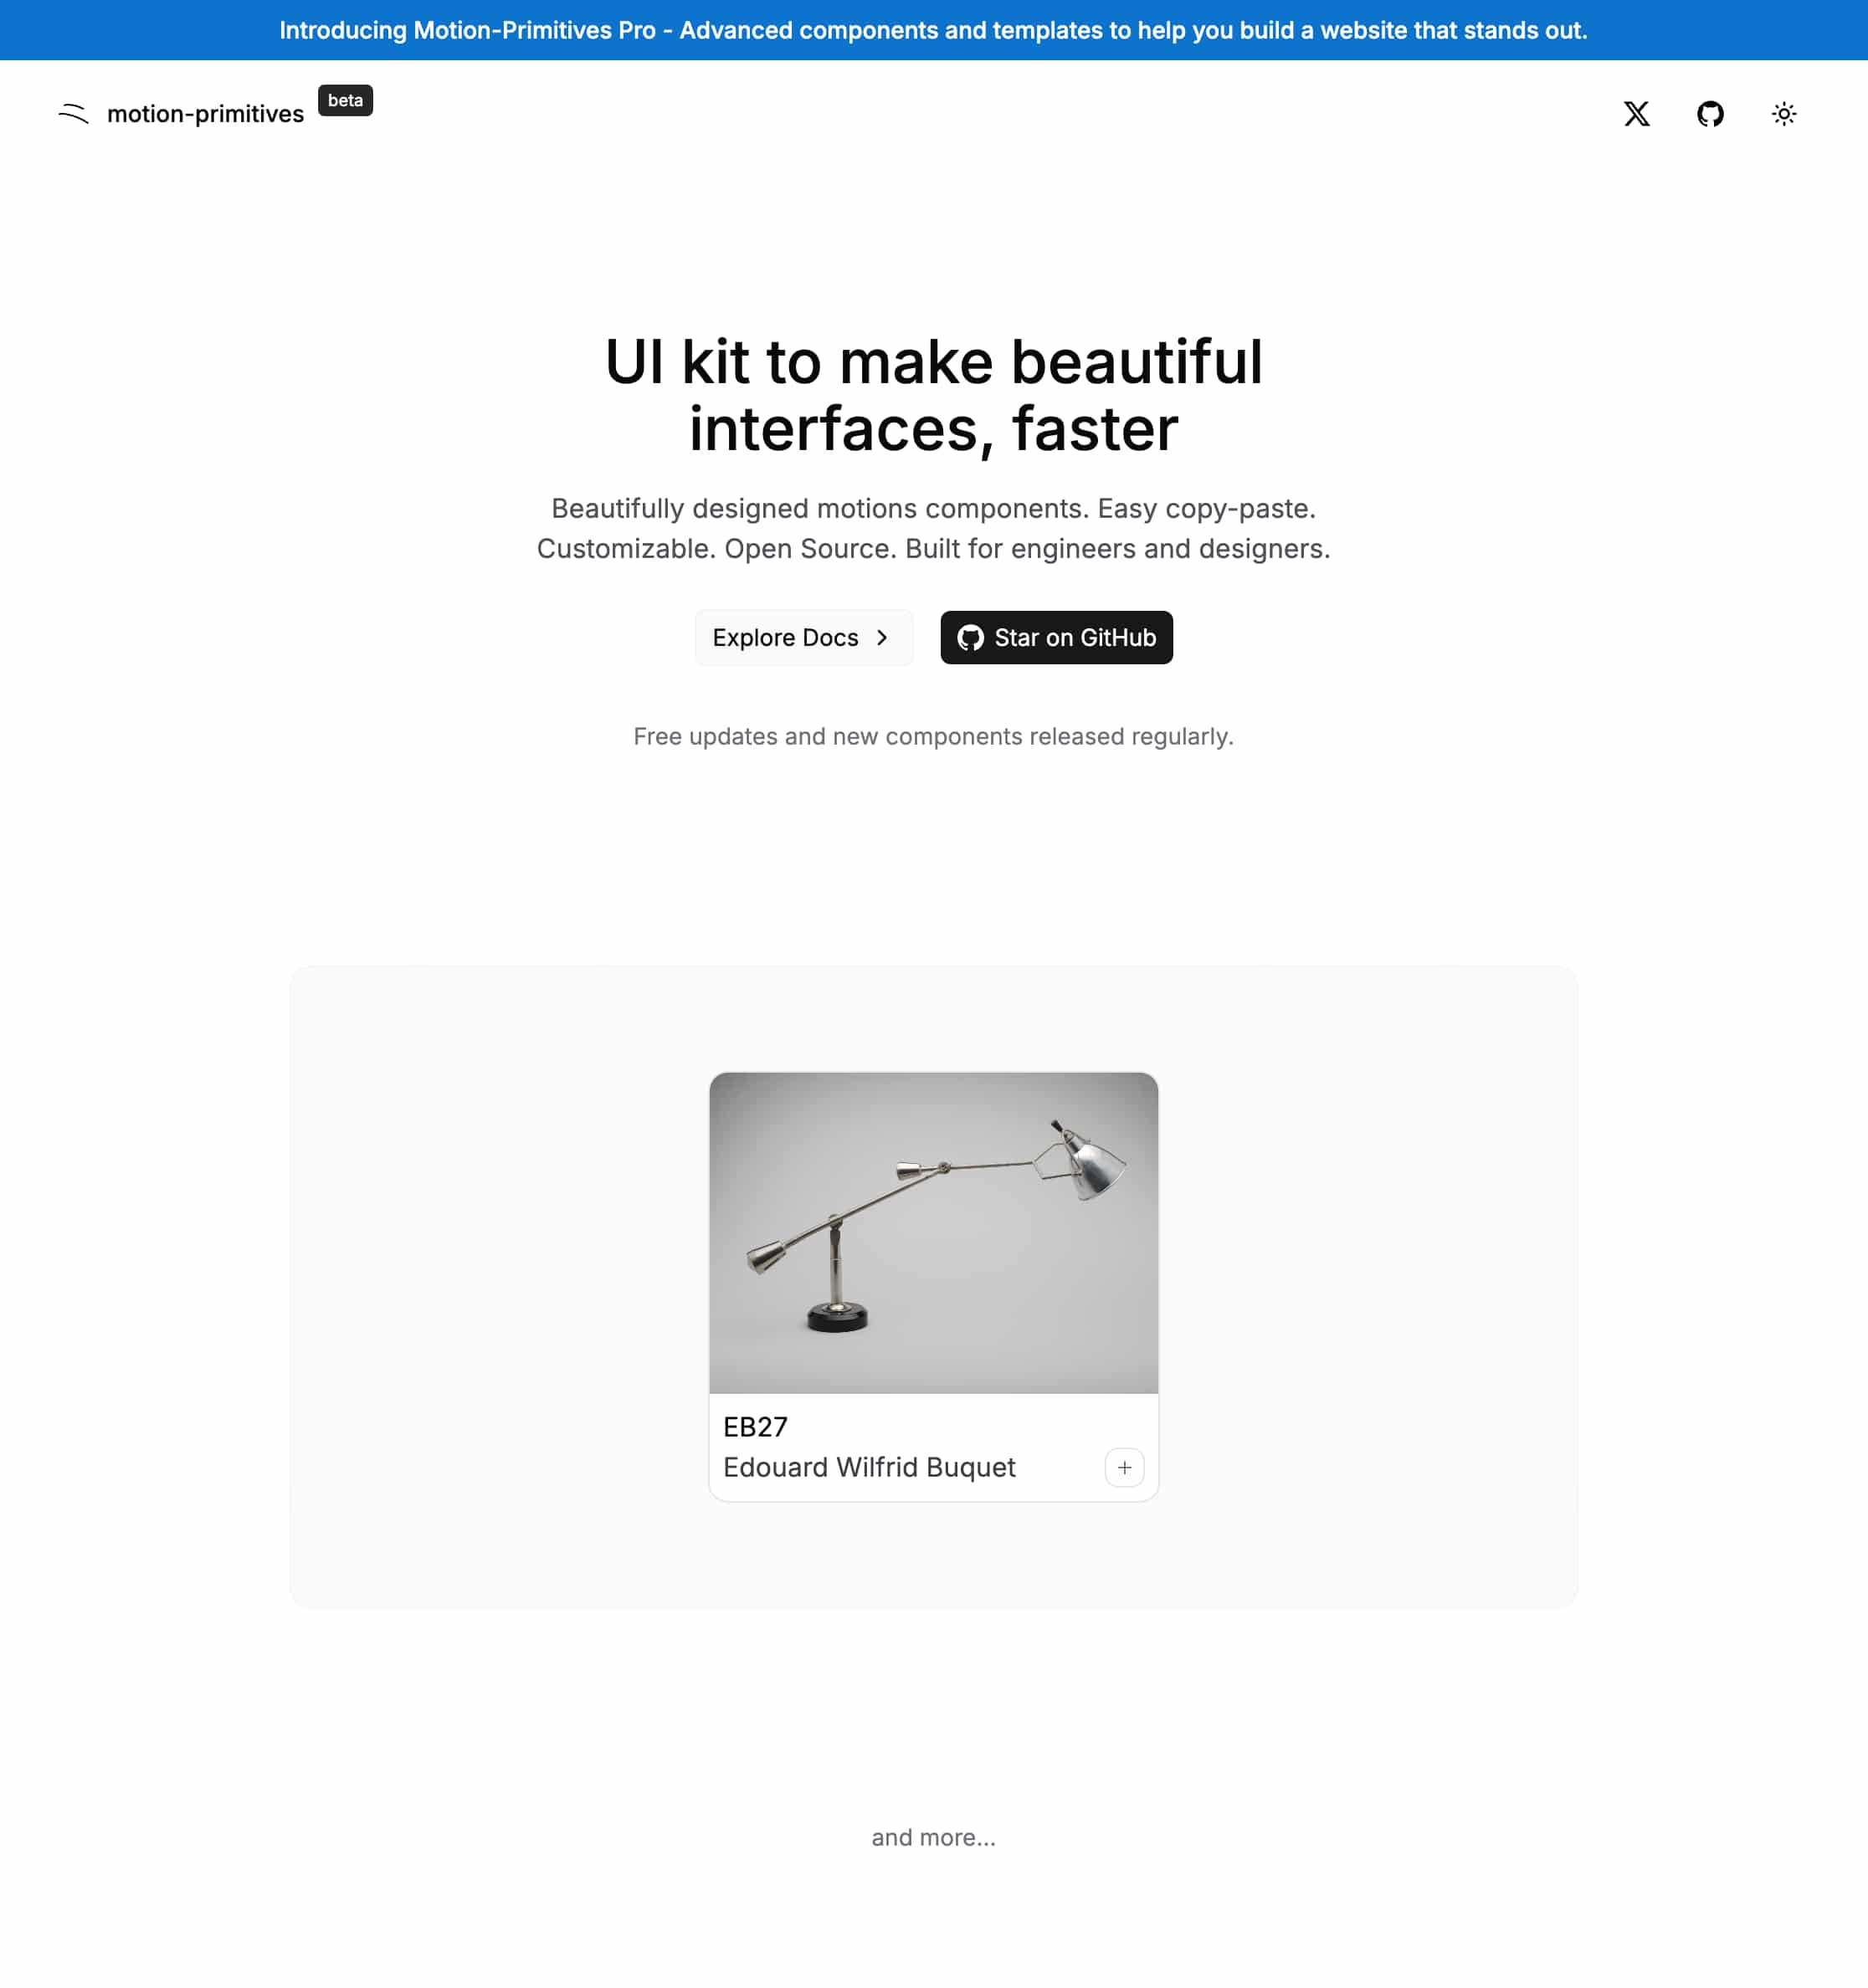 Introducing Motion-Primitives Pro - Advanced components and templates to help you build a website that stands out.
motion-primitives
beta
UI kit to make beautiful
interfaces, faster
Beautifully designed motions components. Easy copy-paste.
Customizable. Open Source. Built for engineers and designers.
Explore Docs
Star on GitHub
Free updates and new components released regularly.
EB27
Edouard Wilfrid Buquet
and more...